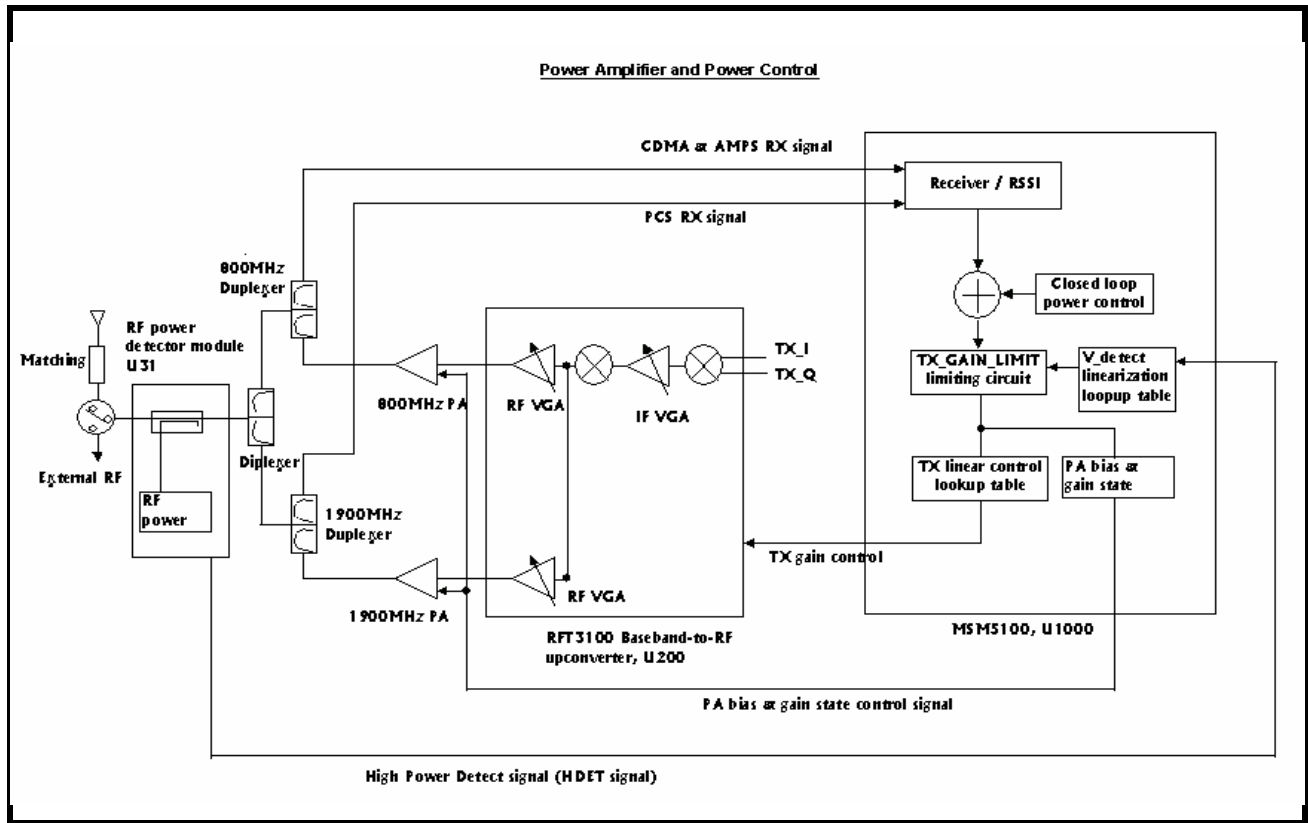 Power Amplifier and Power Control
CDMA & AMPS RX signal
Receiver / RSSI
PCS RX signal
800MHz
Duplexer
Closed loop
power control
RF power
detector module
U31
Matching
TX_I
TX_Q
TX_GAIN_LIMIT
limiting circuit
V_detect
linearization
loopup table
800MHz PA
RF VGA
IF VGA
Diplexer
External RF
TX linear control
lookup table
PA bias &
gain state
RF
power
1900MHz
Duplexer
TX gain control
RF VGA
1900MHz PA
RFT3100 Baseband-to-RF
upconverter, U200
MSM5100, U1000
PA bias & gain state control signal
High Power Detect signal (HDET signal)